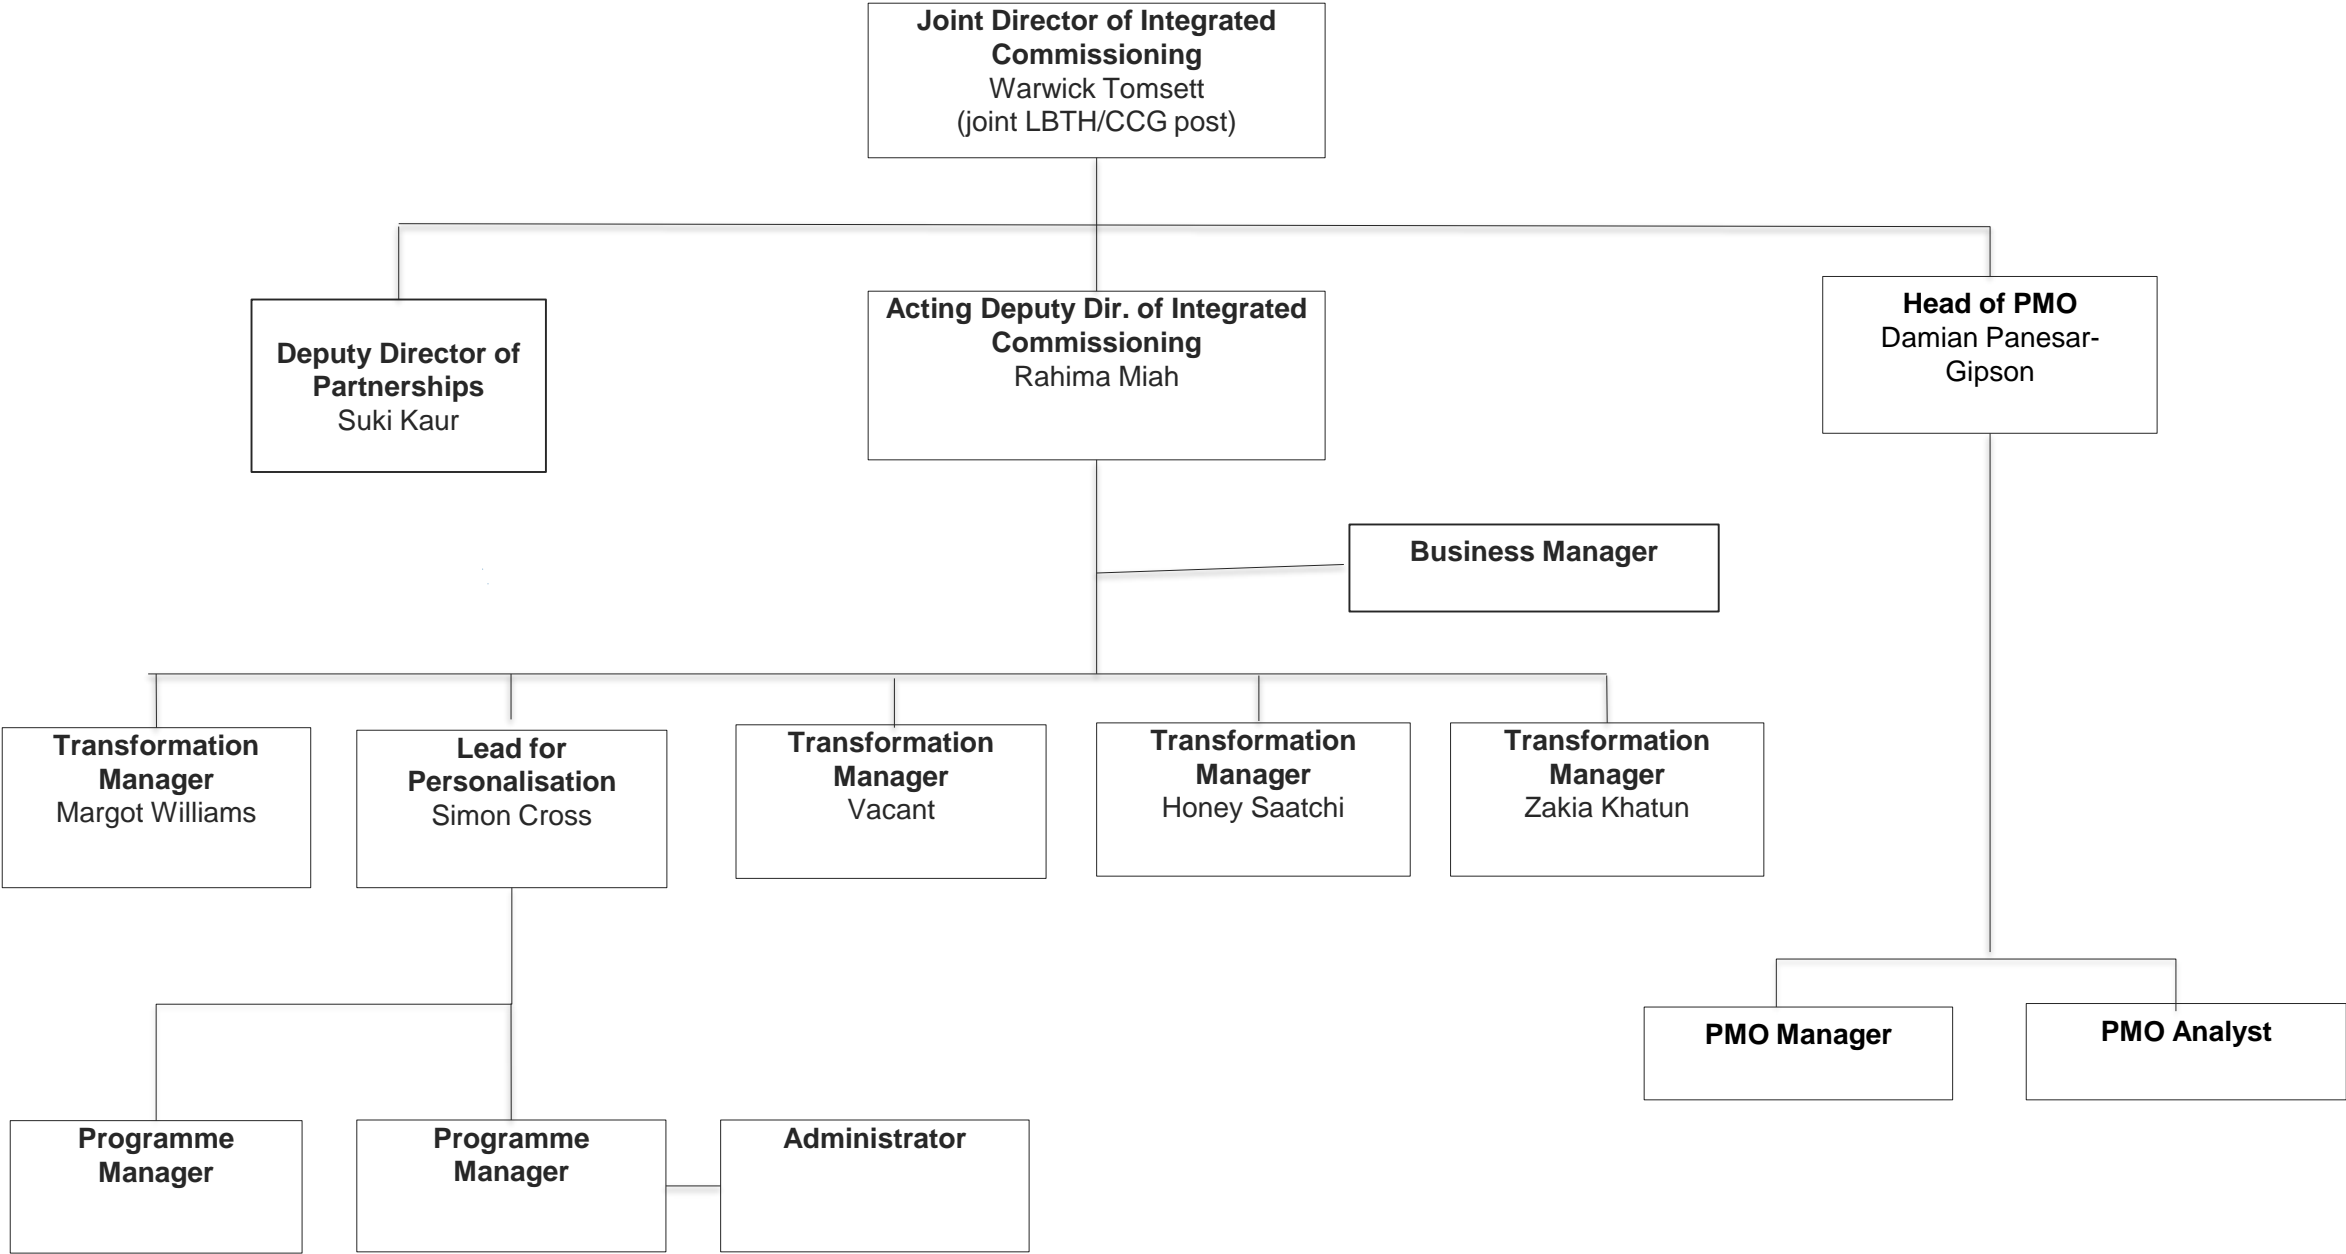 Joint Director of Integrated
Commissioning
Warwick Tomsett
(joint LBTH/CCG post)
Deputy Director of
Partnerships
Suki Kaur
Acting Deputy Dir. of Integrated
Commissioning
Rahima Miah
Head of PMO
Damian Panesar-
Gipson
Business Manager
Transformation
Manager
Margot Williams
Lead for
Personalisation
Simon Cross
Transformation
Manager
Vacant
Transformation
Manager
Honey Saatchi
Transformation
Manager
Zakia Khatun
PMO Manager
PMO Analyst
Programme
Manager
Programme
Manager
Administrator